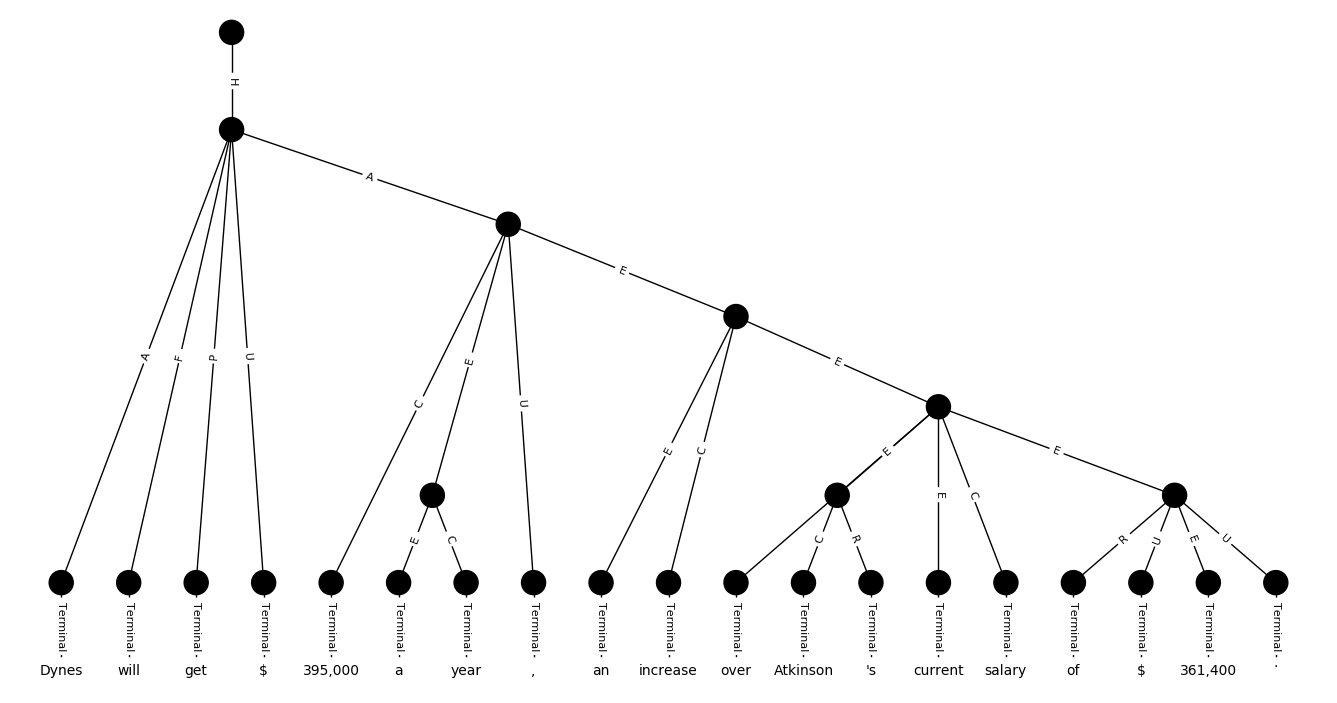 H
A
E
E
A F P U
C E U
E C
E E C E
E C
C R
R U E U
Terminal Terminal Terminal Terminal Terminal Terminal Terminal Terminal Terminal Terminal Terminal Terminal Terminal Terminal Terminal Terminal Terminal Terminal Terminal
Dynes will get $ 395,000 a year , an increase over Atkinson 's current salary of $ 361,400 .